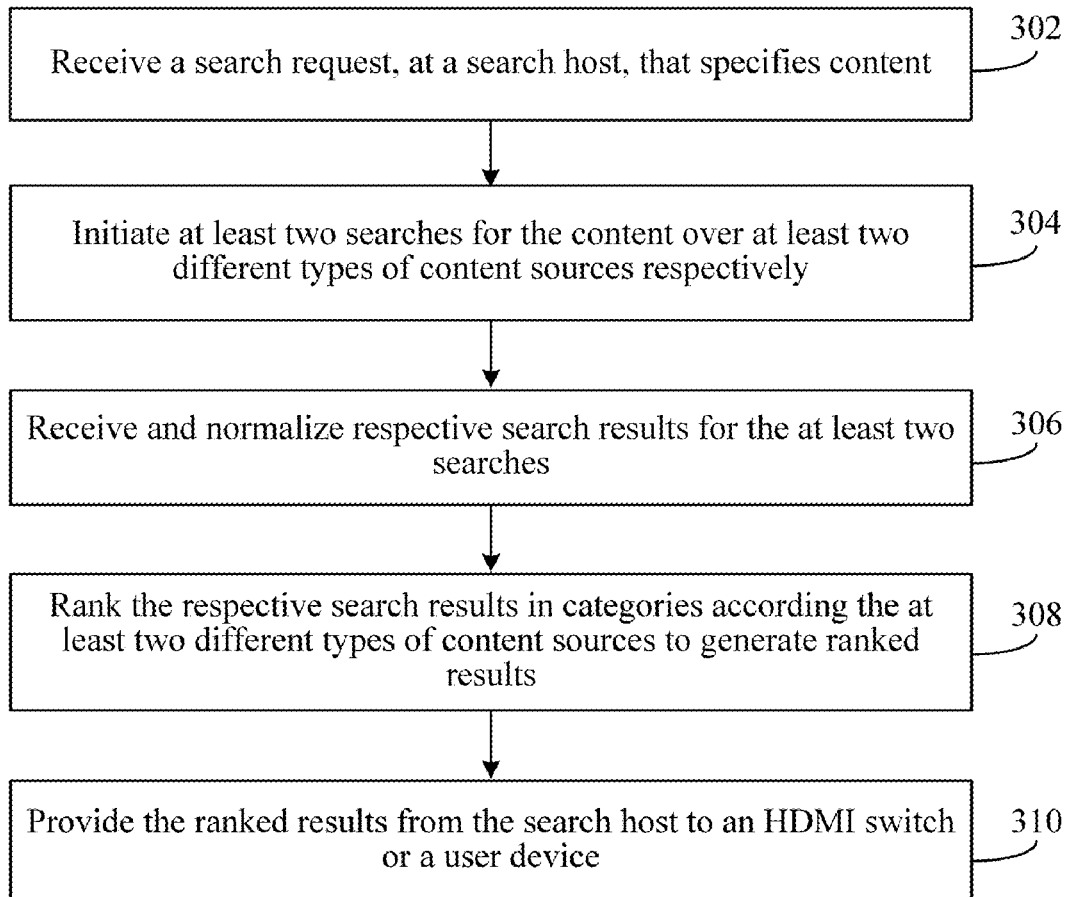 Receive a search request, at a search host, that specifies content
302
Initiate at least two searches for the content over at least two
different types of content sources respectively
304
Receive and normalize respective search results for the at least two
searches
306
Rank the respective search results in categories according the at
least two different types of content sources to generate ranked
results
308
Provide the ranked results from the search host to an HDMI switch
or a user device
310